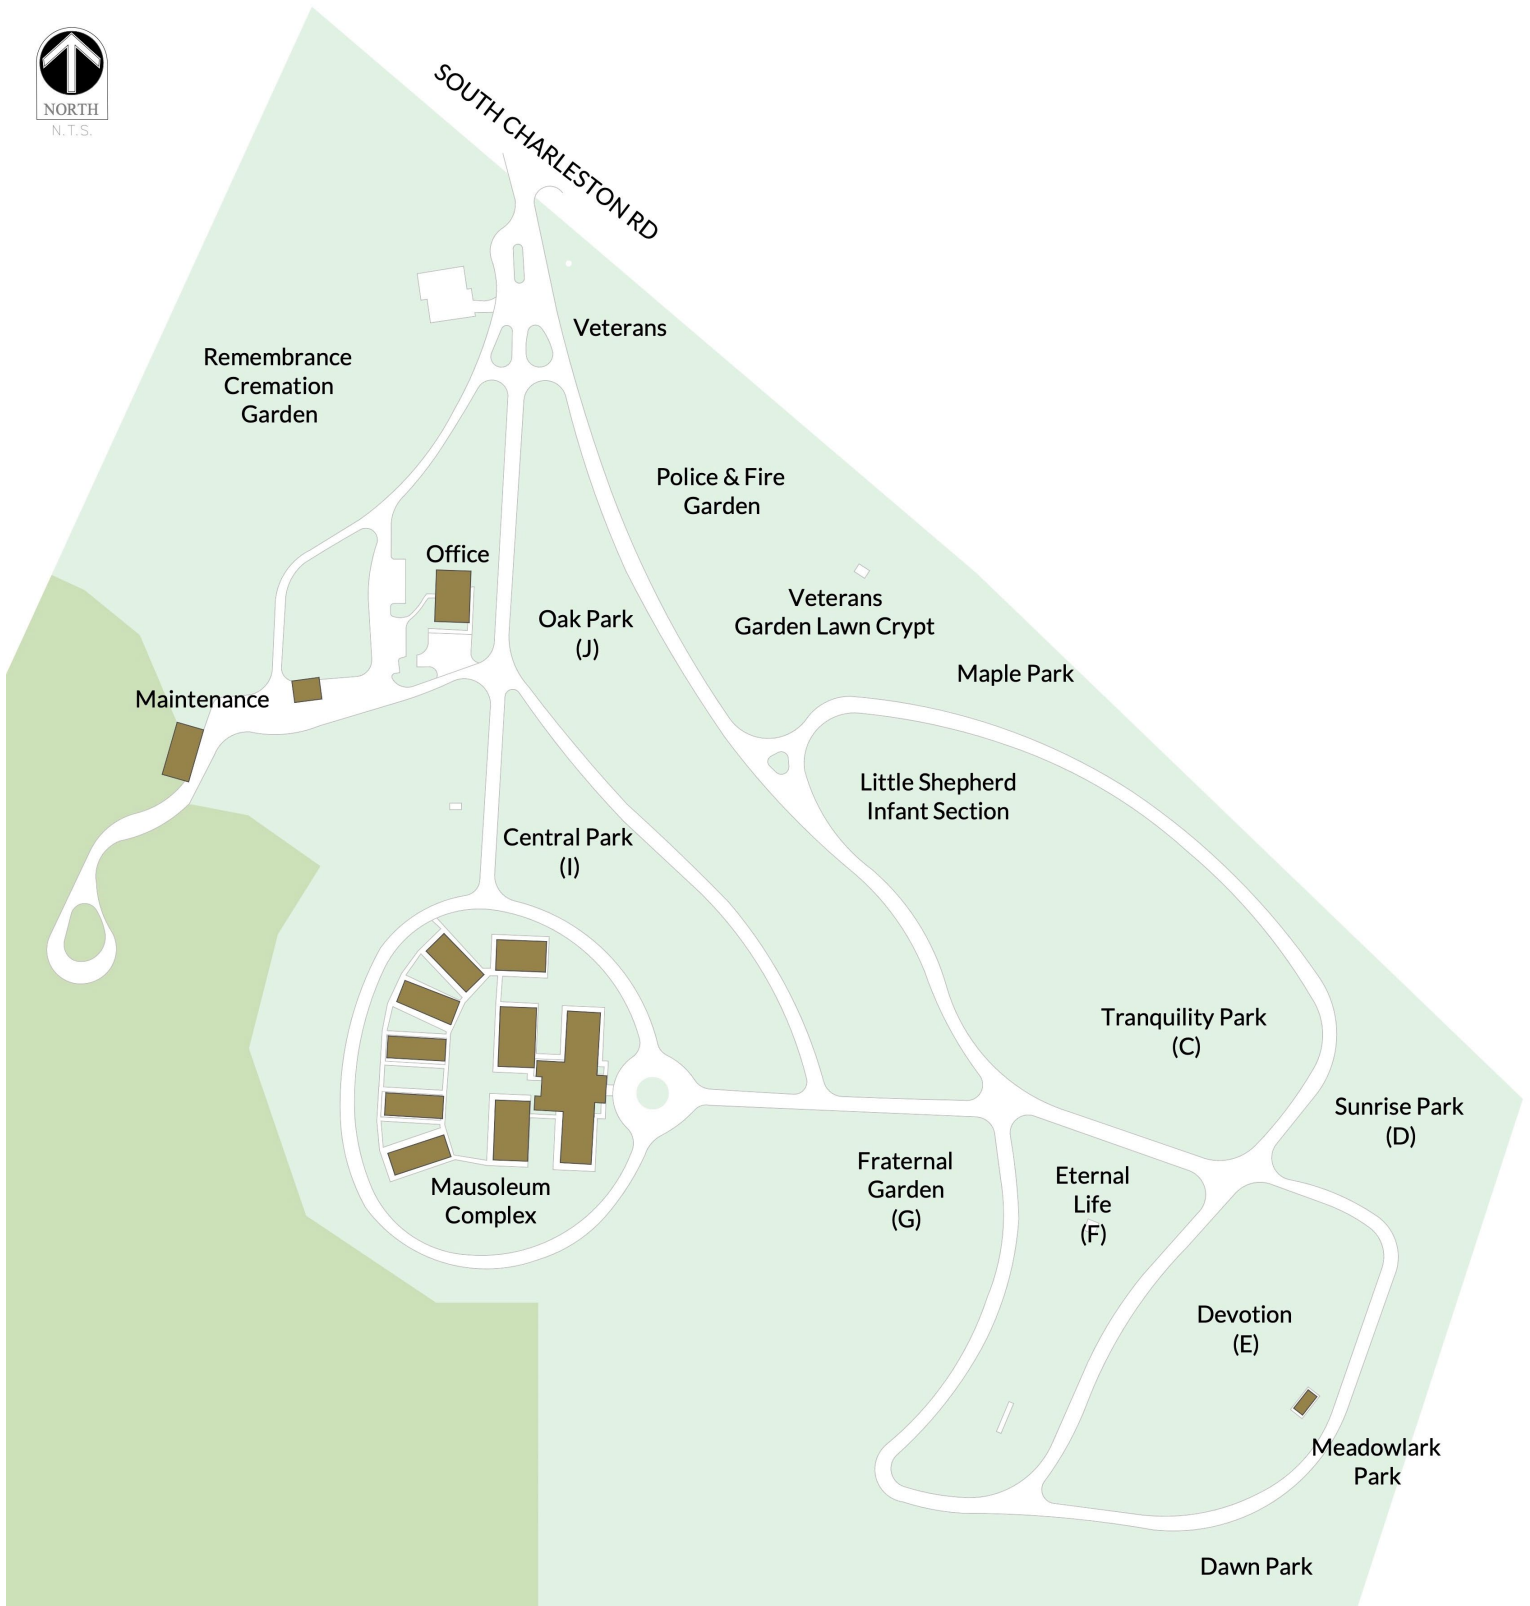 NORTH
N.T.S.
SOUTH CHARLESTON RD
Veterans
Remembrance
Cremation
Garden
Police & Fire
Garden
Office
Veterans
Garden Lawn Crypt
Oak Park
(J)
Maple Park
Maintenance
Little Shepherd
Infant Section
Central Park
(I)
Tranquility Park
(C)
Sunrise Park
(D)
Fraternal
Garden
(G)
Eternal
Life
(F)
Mausoleum
Complex
Devotion
(E)
Meadowlark
Park
Dawn Park